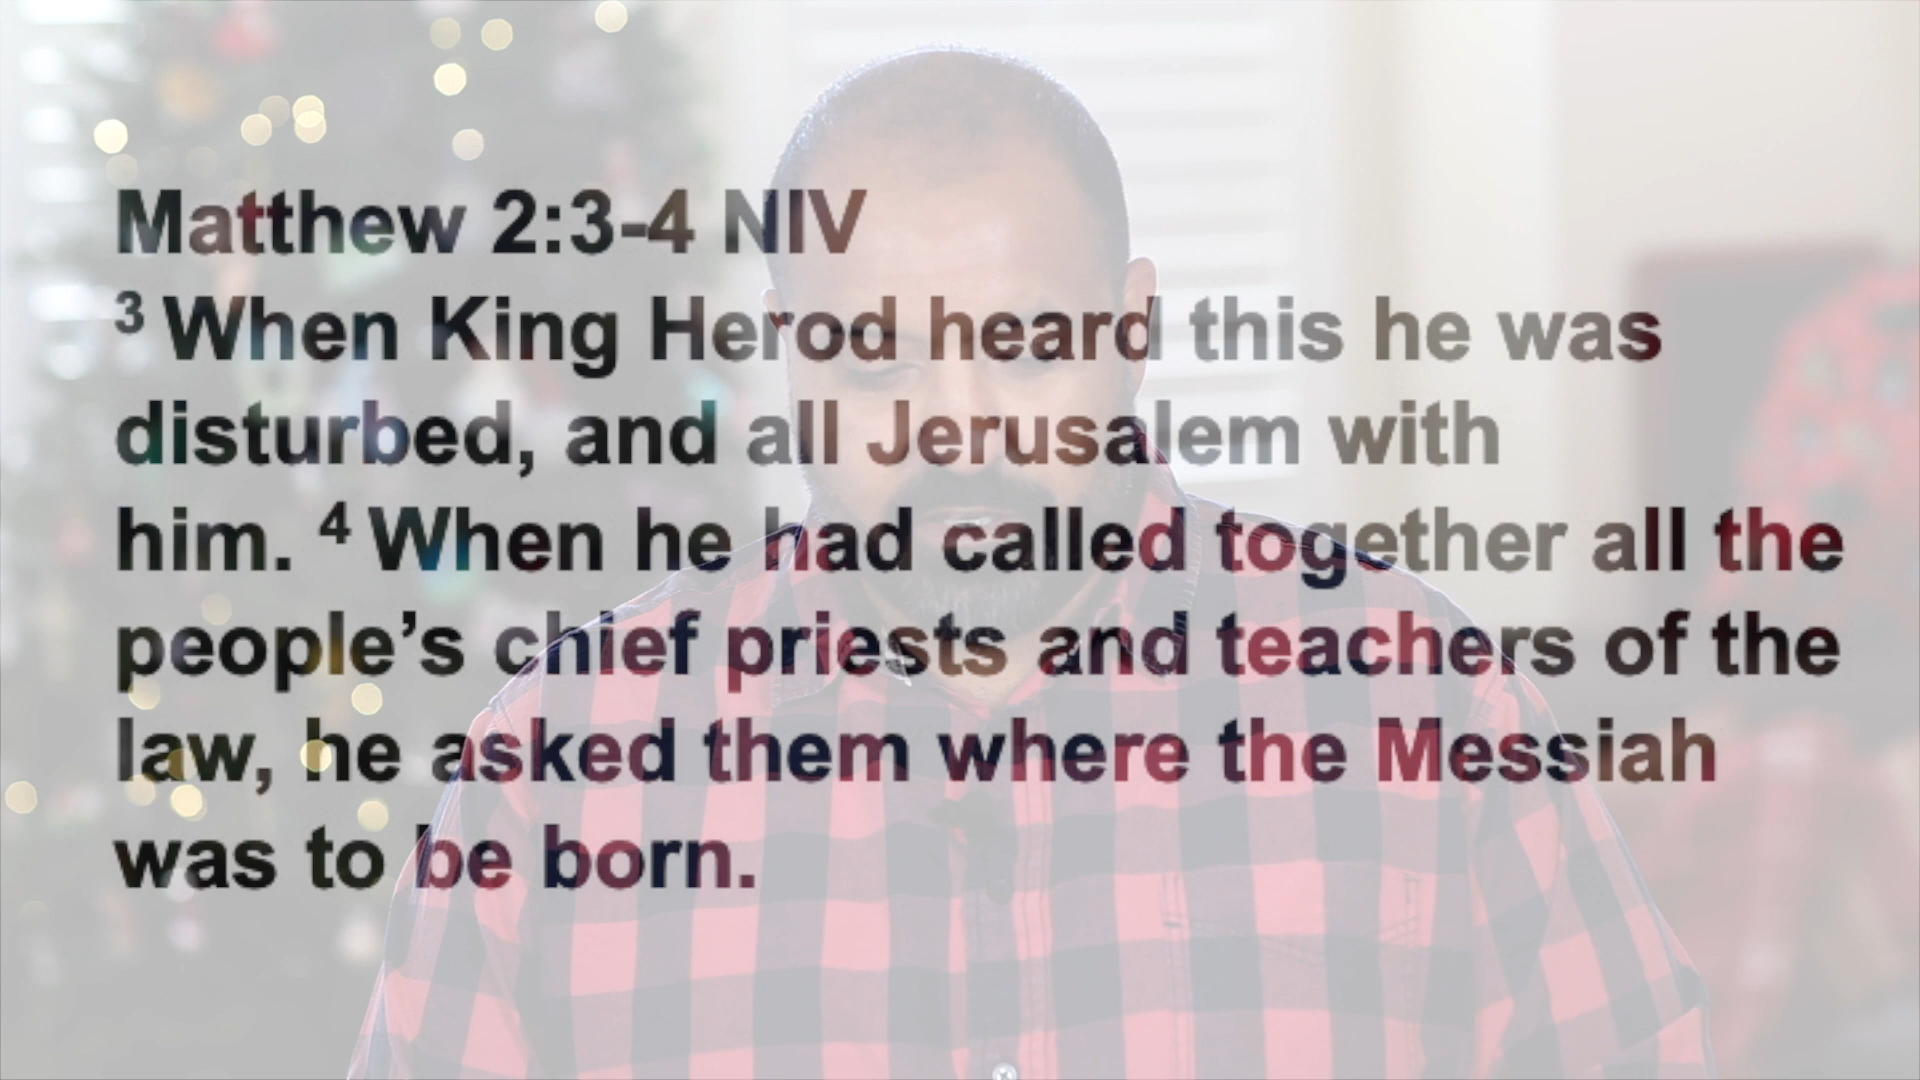 Matthew 2:3-4 NIV
3 When King Herod heard this he was
disturbed, and all Jerusalem with
him. 4 When he had called together all the
people’s chief priests and teachers of the
law, he asked them where the Messiah
was to be born.